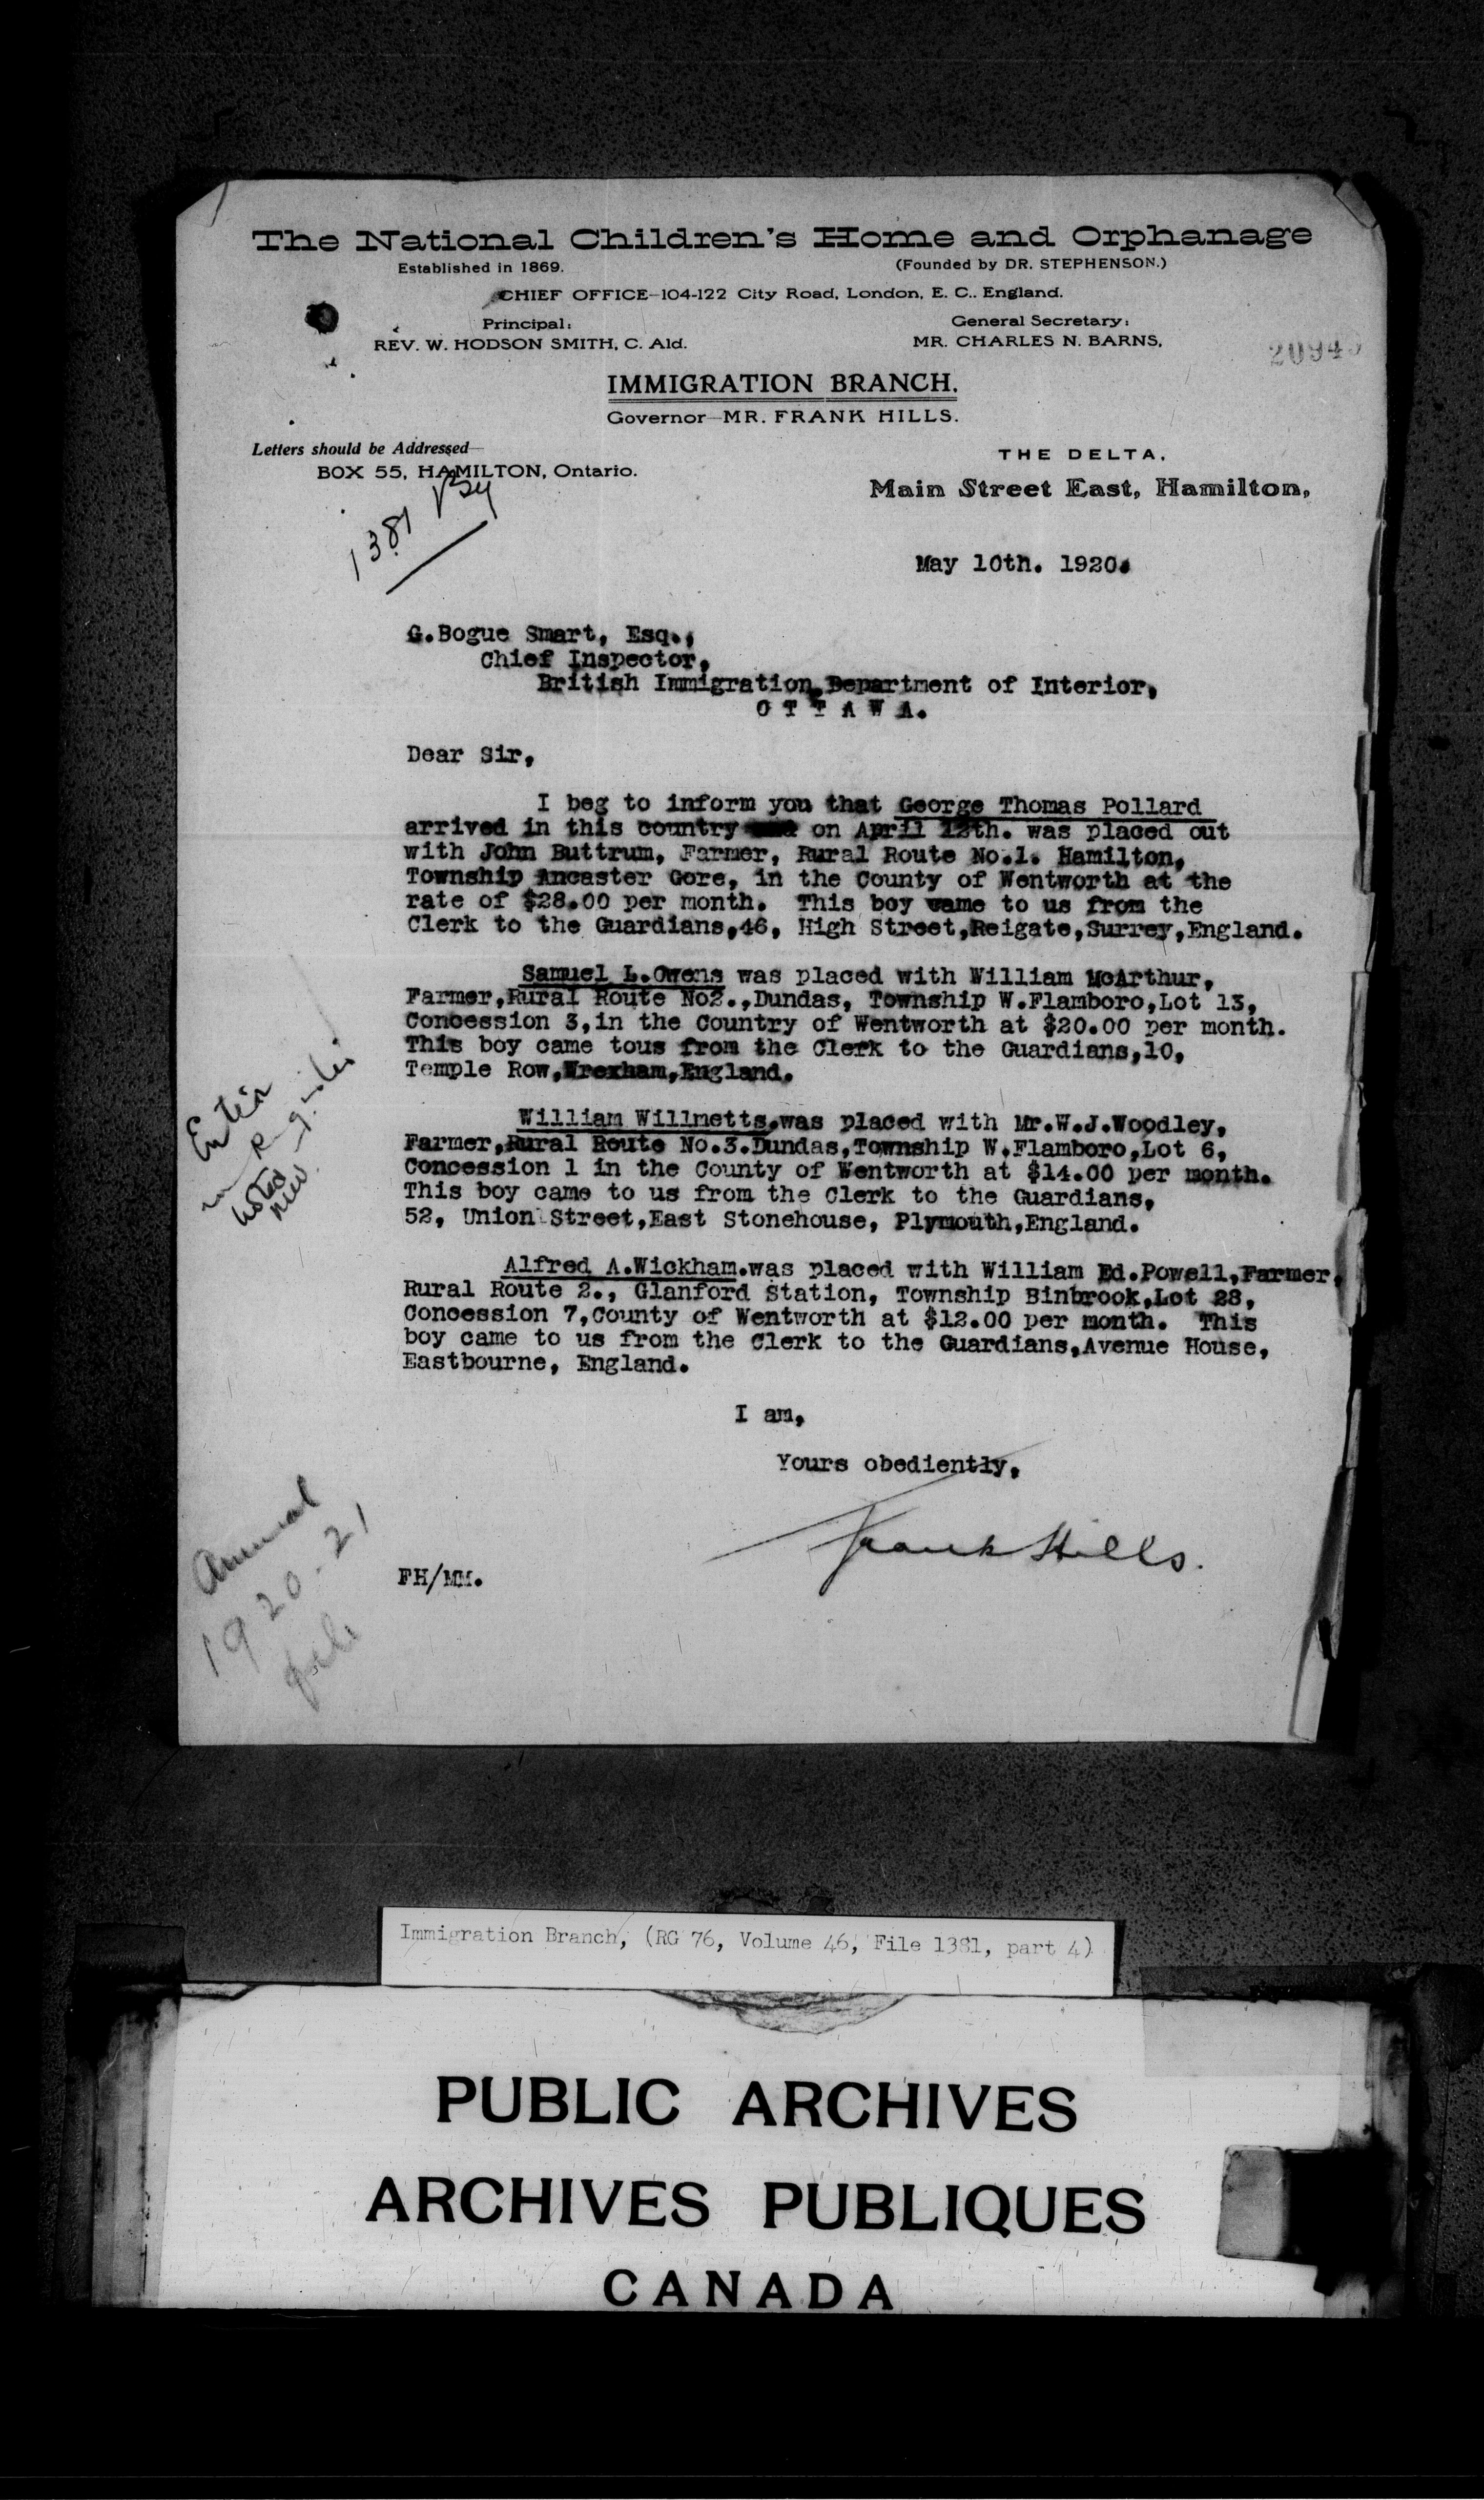 The National Children's Home and Orphanage
Established in 1869. (Founded by DR. STEPHENSON.)
CHIEF OFFICE-104-122 City Road, London, E. C.. England.
Principal: General Secretary:
REV. W. HODSON SMITH, C. Ald. MR. CHARLES N. BARNS,
20945
IMMIGRATION BRANCH.
Governor-MR. FRANK HILLS.
Letters should be Addressed-
BOX 55, HAMILTON, Ontario.
THE DELTA,
Main Street East, Hamilton,
1381
May 10th. 1920.
G.Bogue Smart, Esq.,
Chief Inspector,
British Immigration,Department of Interior,
O T T A W A.
Dear Sir,
I beg to inform you that George Thomas Pollard
arrived in this country on April 12th. was placed out
with John Buttrum, Farmer, Rural Route No.1. Hamilton,
Township Ancaster Gore, in the County of Wentworth at the
rate of $28.00 per month. This boy came to us from the
Clerk to the Guardians,46, High Street,Reigate,Surrey,England.
Samuel L.Owens was placed with William McArthur,
Farmer,Rural Route No2.,Dundas, Township W.Flamboro,Lot 13,
Concession 3,in the Country of Wentworth at $20.00 per month.
This boy came tous from the Clerk to the Guardians,10,
Temple Row,Wrexham,England.
William Willmetts.was placed with Mr.W.J.Woodley,
Farmer,Rural Route No.3.Dundas,Township W.Flamboro,Lot 6,
Concession 1 in the County of Wentworth at $14.00 per month.
This boy came to us from the Clerk to the Guardians,
52, Union Street,East Stonehouse, Plymouth,England.
Alfred A.Wickham.was placed with William Ed.Powell,Farmer,
Rural Route 2., Glanford Station, Township Binbrook,Lot 28,
Concession 7,County of Wentworth at $12.00 per month. This
boy came to us from the Clerk to the Guardians,Avenue House,
Eastbourne, England.
I am,
Yours obediently,
Frank Hills.
FH/MM.
Enter
in Register
Noted
Annual
1920-21
file
Immigration Branch, (RG 76, Volume 46, File 1381, part 4)
PUBLIC ARCHIVES
ARCHIVES PUBLIQUES
CANADA